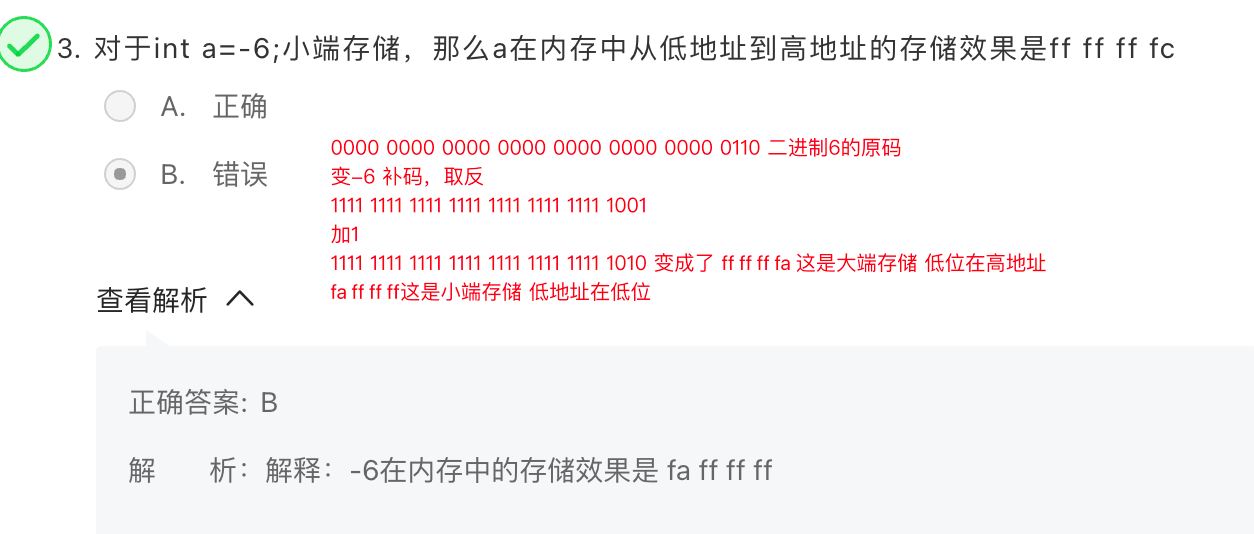 3. 对于int a=-6;小端存储，那么a在内存中从低地址到高地址的存储效果是ff ff ff fc
A. 正确
0000 0000 0000 0000 0000 0000 0000 0110 二进制6的原码
B. 错误
变–6 补码，取反
1111 1111 1111 1111 1111 1111 1111 1001
加1
1111 1111 1111 1111 1111 1111 1111 1010 变成了 ff ff ff fa 这是大端存储 低位在高地址
fa ff ff ff这是小端存储 低地址在低位
查看解析
正确答案: B
解 析：解释：-6在内存中的存储效果是 fa ff ff ff